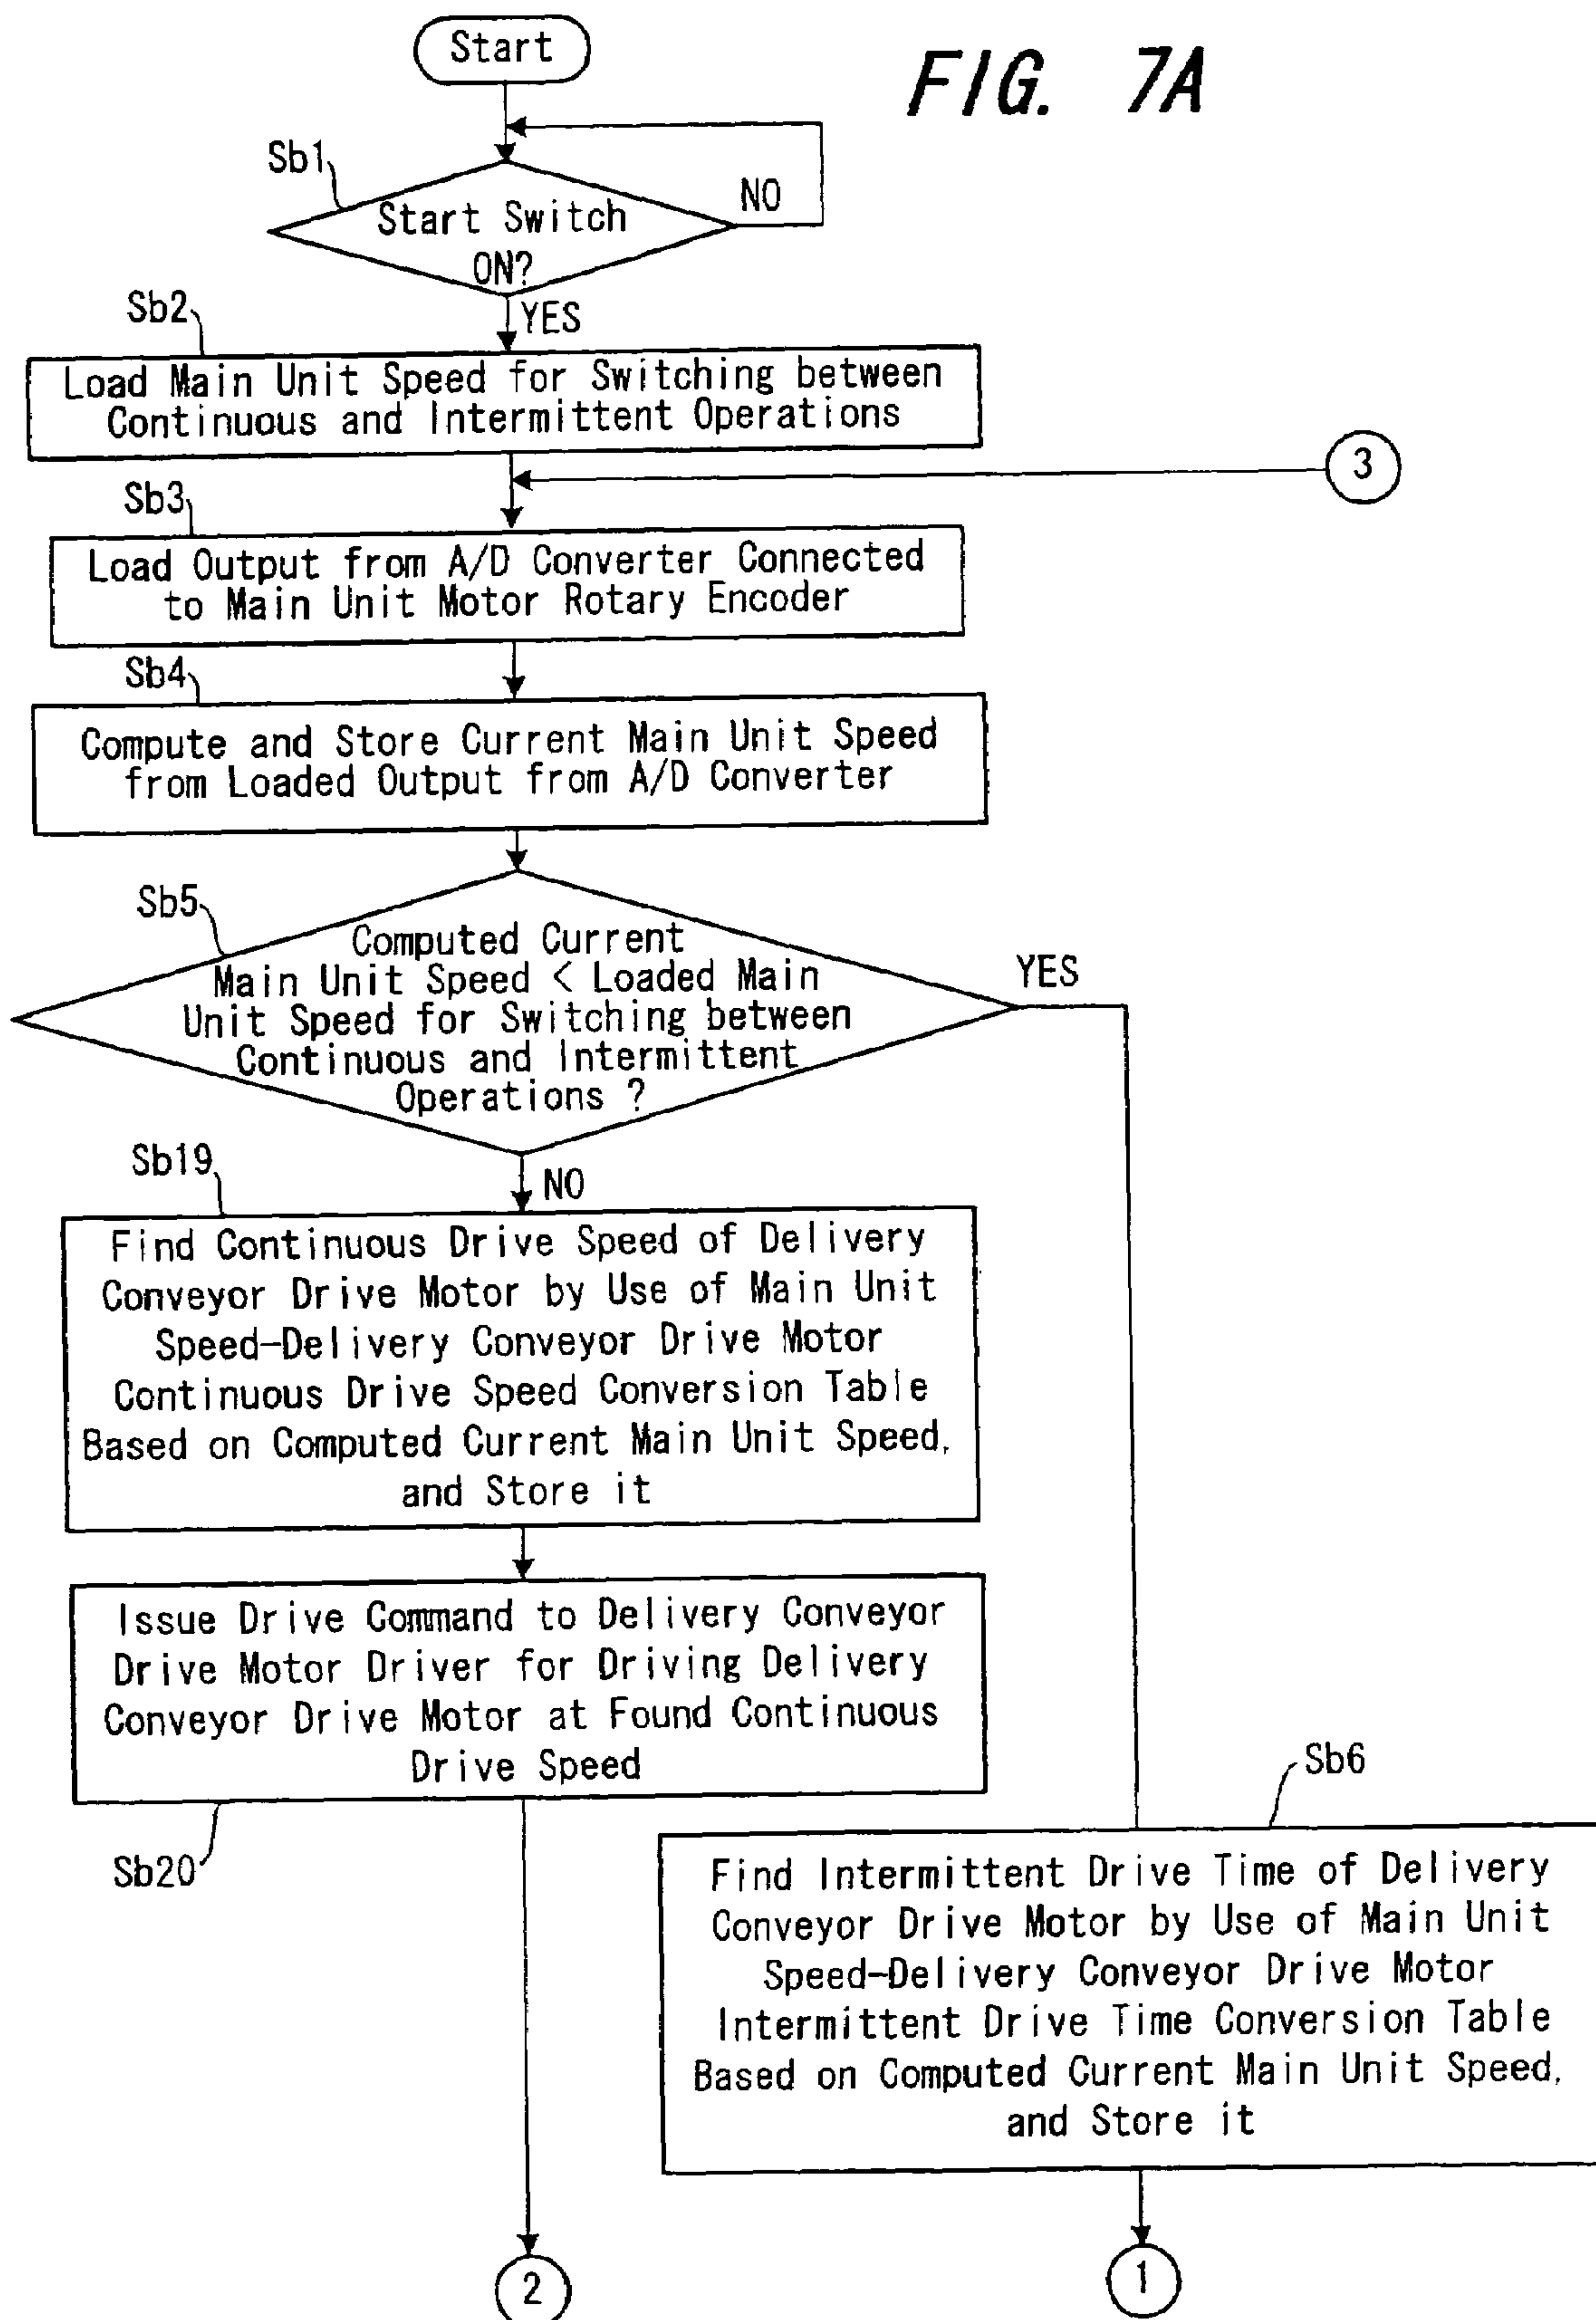 Start
FIG. 7A
Sb1
Start Switch
ON?
NO
YES
Sb2
Load Main Unit Speed for Switching between
Continuous and Intermittent Operations
3
Sb3
Load Output from A/D Converter Connected
to Main Unit Motor Rotary Encoder
Sb4
Compute and Store Current Main Unit Speed
from Loaded Output from A/D Converter
Sb5
Computed Current
Main Unit Speed < Loaded Main
Unit Speed for Switching between
Continuous and Intermittent
Operations ?
YES
NO
Sb19
Find Continuous Drive Speed of Delivery
Conveyor Drive Motor by Use of Main Unit
Speed-Delivery Conveyor Drive Motor
Continuous Drive Speed Conversion Table
Based on Computed Current Main Unit Speed,
and Store it
Issue Drive Command to Delivery Conveyor
Drive Motor Driver for Driving Delivery
Conveyor Drive Motor at Found Continuous
Drive Speed
Sb20
Sb6
Find Intermittent Drive Time of Delivery
Conveyor Drive Motor by Use of Main Unit
Speed-Delivery Conveyor Drive Motor
Intermittent Drive Time Conversion Table
Based on Computed Current Main Unit Speed,
and Store it
2
1